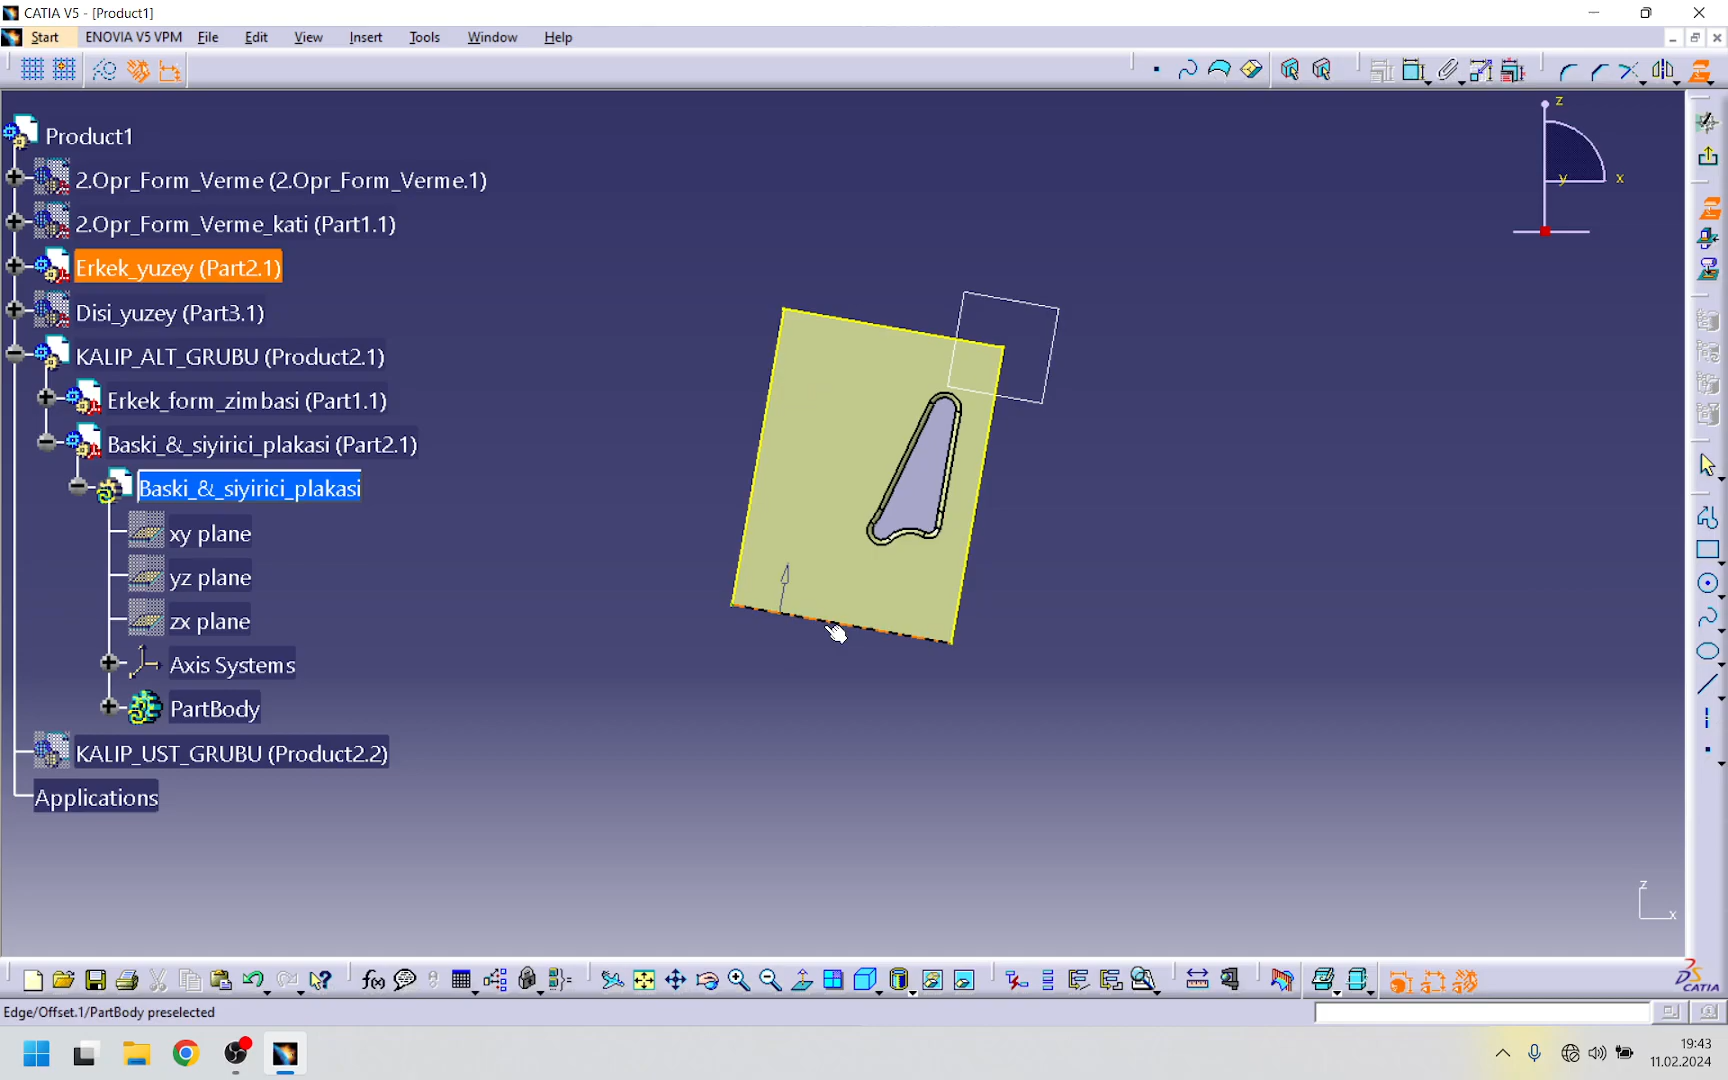 CATIA V5 - [Product1]
Start ENOVIA V5 VPM File Edit View Insert Tools Window Help
Product1
2.Opr_Form_Verme (2.Opr_Form_Verme.1)
2.Opr_Form_Verme_kati (Part1.1)
Erkek_yuzey (Part2.1)
Disi_yuzey (Part3.1)
KALIP_ALT_GRUBU (Product2.1)
Erkek_form_zimbasi (Part1.1)
Baski_&_siyirici_plakasi (Part2.1)
Baski_&_siyirici_plakasi
xy plane
yz plane
zx plane
Axis Systems
PartBody
KALIP_UST_GRUBU (Product2.2)
Applications
z
y
x
z
x
f(x)
CATIA
Edge/Offset.1/PartBody preselected
19:43
11.02.2024